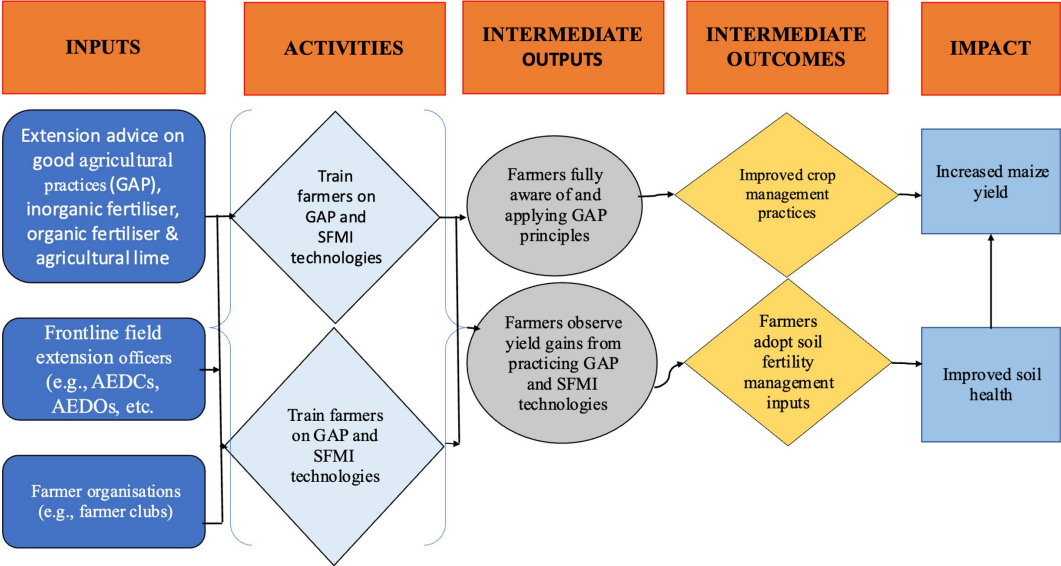 INPUTS
ACTIVITIES
INTERMEDIATE
OUTPUTS
INTERMEDIATE
OUTCOMES
IMPACT
Extension advice on
good agricultural
practices (GAP),
inorganic fertiliser,
organic fertiliser &
agricultural lime
Frontline field
extension officers
(e.g., AEDCs,
AEDOs, etc.
Farmer organisations
(e.g., farmer clubs)
Train
farmers on
GAP and
SFMI
technologies
Train farmers
on GAP and
SFMI
technologies
Farmers fully
aware of and
applying GAP
principles
Farmers observe
yield gains from
practicing GAP
and SFMI
technologies
Improved crop
management
practices
Farmers
adopt soil
fertility
management
inputs
Increased maize
yield
Improved soil
health